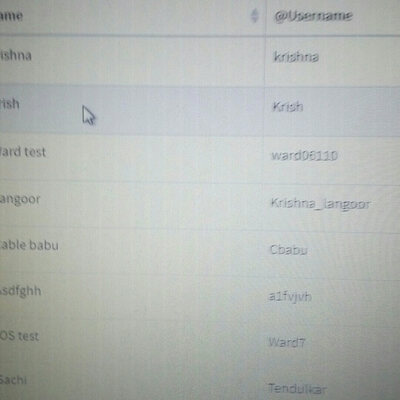 ame @Username
ishna krishna
rish Krish
ard test ward06110
angoor Krishna_langoor
able babu Cbabu
sdfghh a1fvjvh
OS test Ward7
Sachi Tendulkar